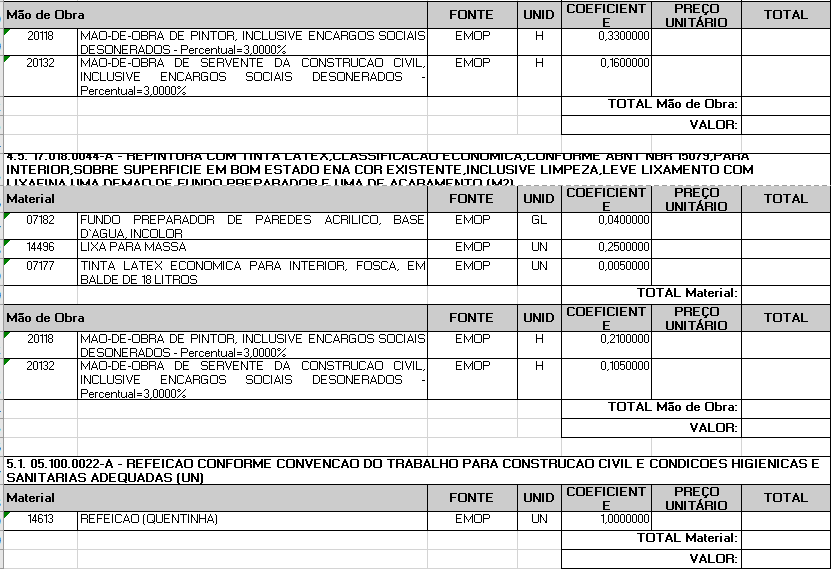 Mão de Obra FONTE UNID COEFICIENT E PREÇO UNITÁRIO TOTAL
20118 MAO-DE-OBRA DE PINTOR, INCLUSIVE ENCARGOS SOCIAIS EMOP H 0,3300000
DESONERADOS - Percentual=3,0000%
20132 MAO-DE-OBRA DE SERVENTE DA CONSTRUCAO CIVIL, EMOP H 0,1600000
INCLUSIVE ENCARGOS SOCIAIS DESONERADOS -
Percentual=3,0000%
TOTAL Mão de Obra:
VALOR:
4.5. 17.018.0044-A - REPINTURA COM TINTA LATEX,CLASSIFICACAO ECONOMICA,CONFORME ABNT NBR 15079,PARA
INTERIOR,SOBRE SUPERFICIE EM BOM ESTADO ENA COR EXISTENTE,INCLUSIVE LIMPEZA,LEVE LIXAMENTO COM
LIXAFINA,UMA DEMAO DE FUNDO PREPARADOR E UMA DE ACABAMENTO (M2)
Material FONTE UNID COEFICIENT E PREÇO UNITÁRIO TOTAL
07182 FUNDO PREPARADOR DE PAREDES ACRILICO, BASE EMOP GL 0,0400000
D`AGUA, INCOLOR
14496 LIXA PARA MASSA EMOP UN 0,2500000
07177 TINTA LATEX ECONOMICA PARA INTERIOR, FOSCA, EM EMOP UN 0,0050000
BALDE DE 18 LITROS
TOTAL Material:
Mão de Obra FONTE UNID COEFICIENT E PREÇO UNITÁRIO TOTAL
20118 MAO-DE-OBRA DE PINTOR, INCLUSIVE ENCARGOS SOCIAIS EMOP H 0,2100000
DESONERADOS - Percentual=3,0000%
20132 MAO-DE-OBRA DE SERVENTE DA CONSTRUCAO CIVIL, EMOP H 0,1050000
INCLUSIVE ENCARGOS SOCIAIS DESONERADOS -
Percentual=3,0000%
TOTAL Mão de Obra:
VALOR:
5.1. 05.100.0022-A - REFEICAO CONFORME CONVENCAO DO TRABALHO PARA CONSTRUCAO CIVIL E CONDICOES HIGIENICAS E
SANITARIAS ADEQUADAS (UN)
Material FONTE UNID COEFICIENT E PREÇO UNITÁRIO TOTAL
14613 REFEICAO (QUENTINHA) EMOP UN 1,0000000
TOTAL Material:
VALOR: